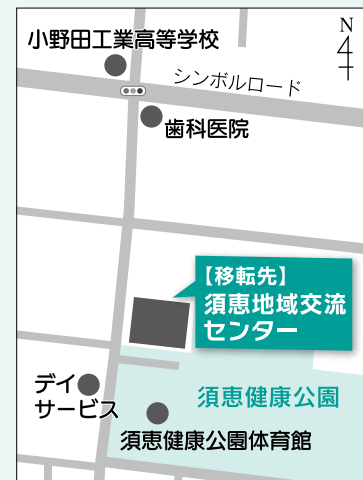 小野田工業高等学校
N
シンボルロード
歯科医院
【移転先】
須恵地域交流
センター
デイ
サービス
須恵健康公園
須恵健康公園体育館